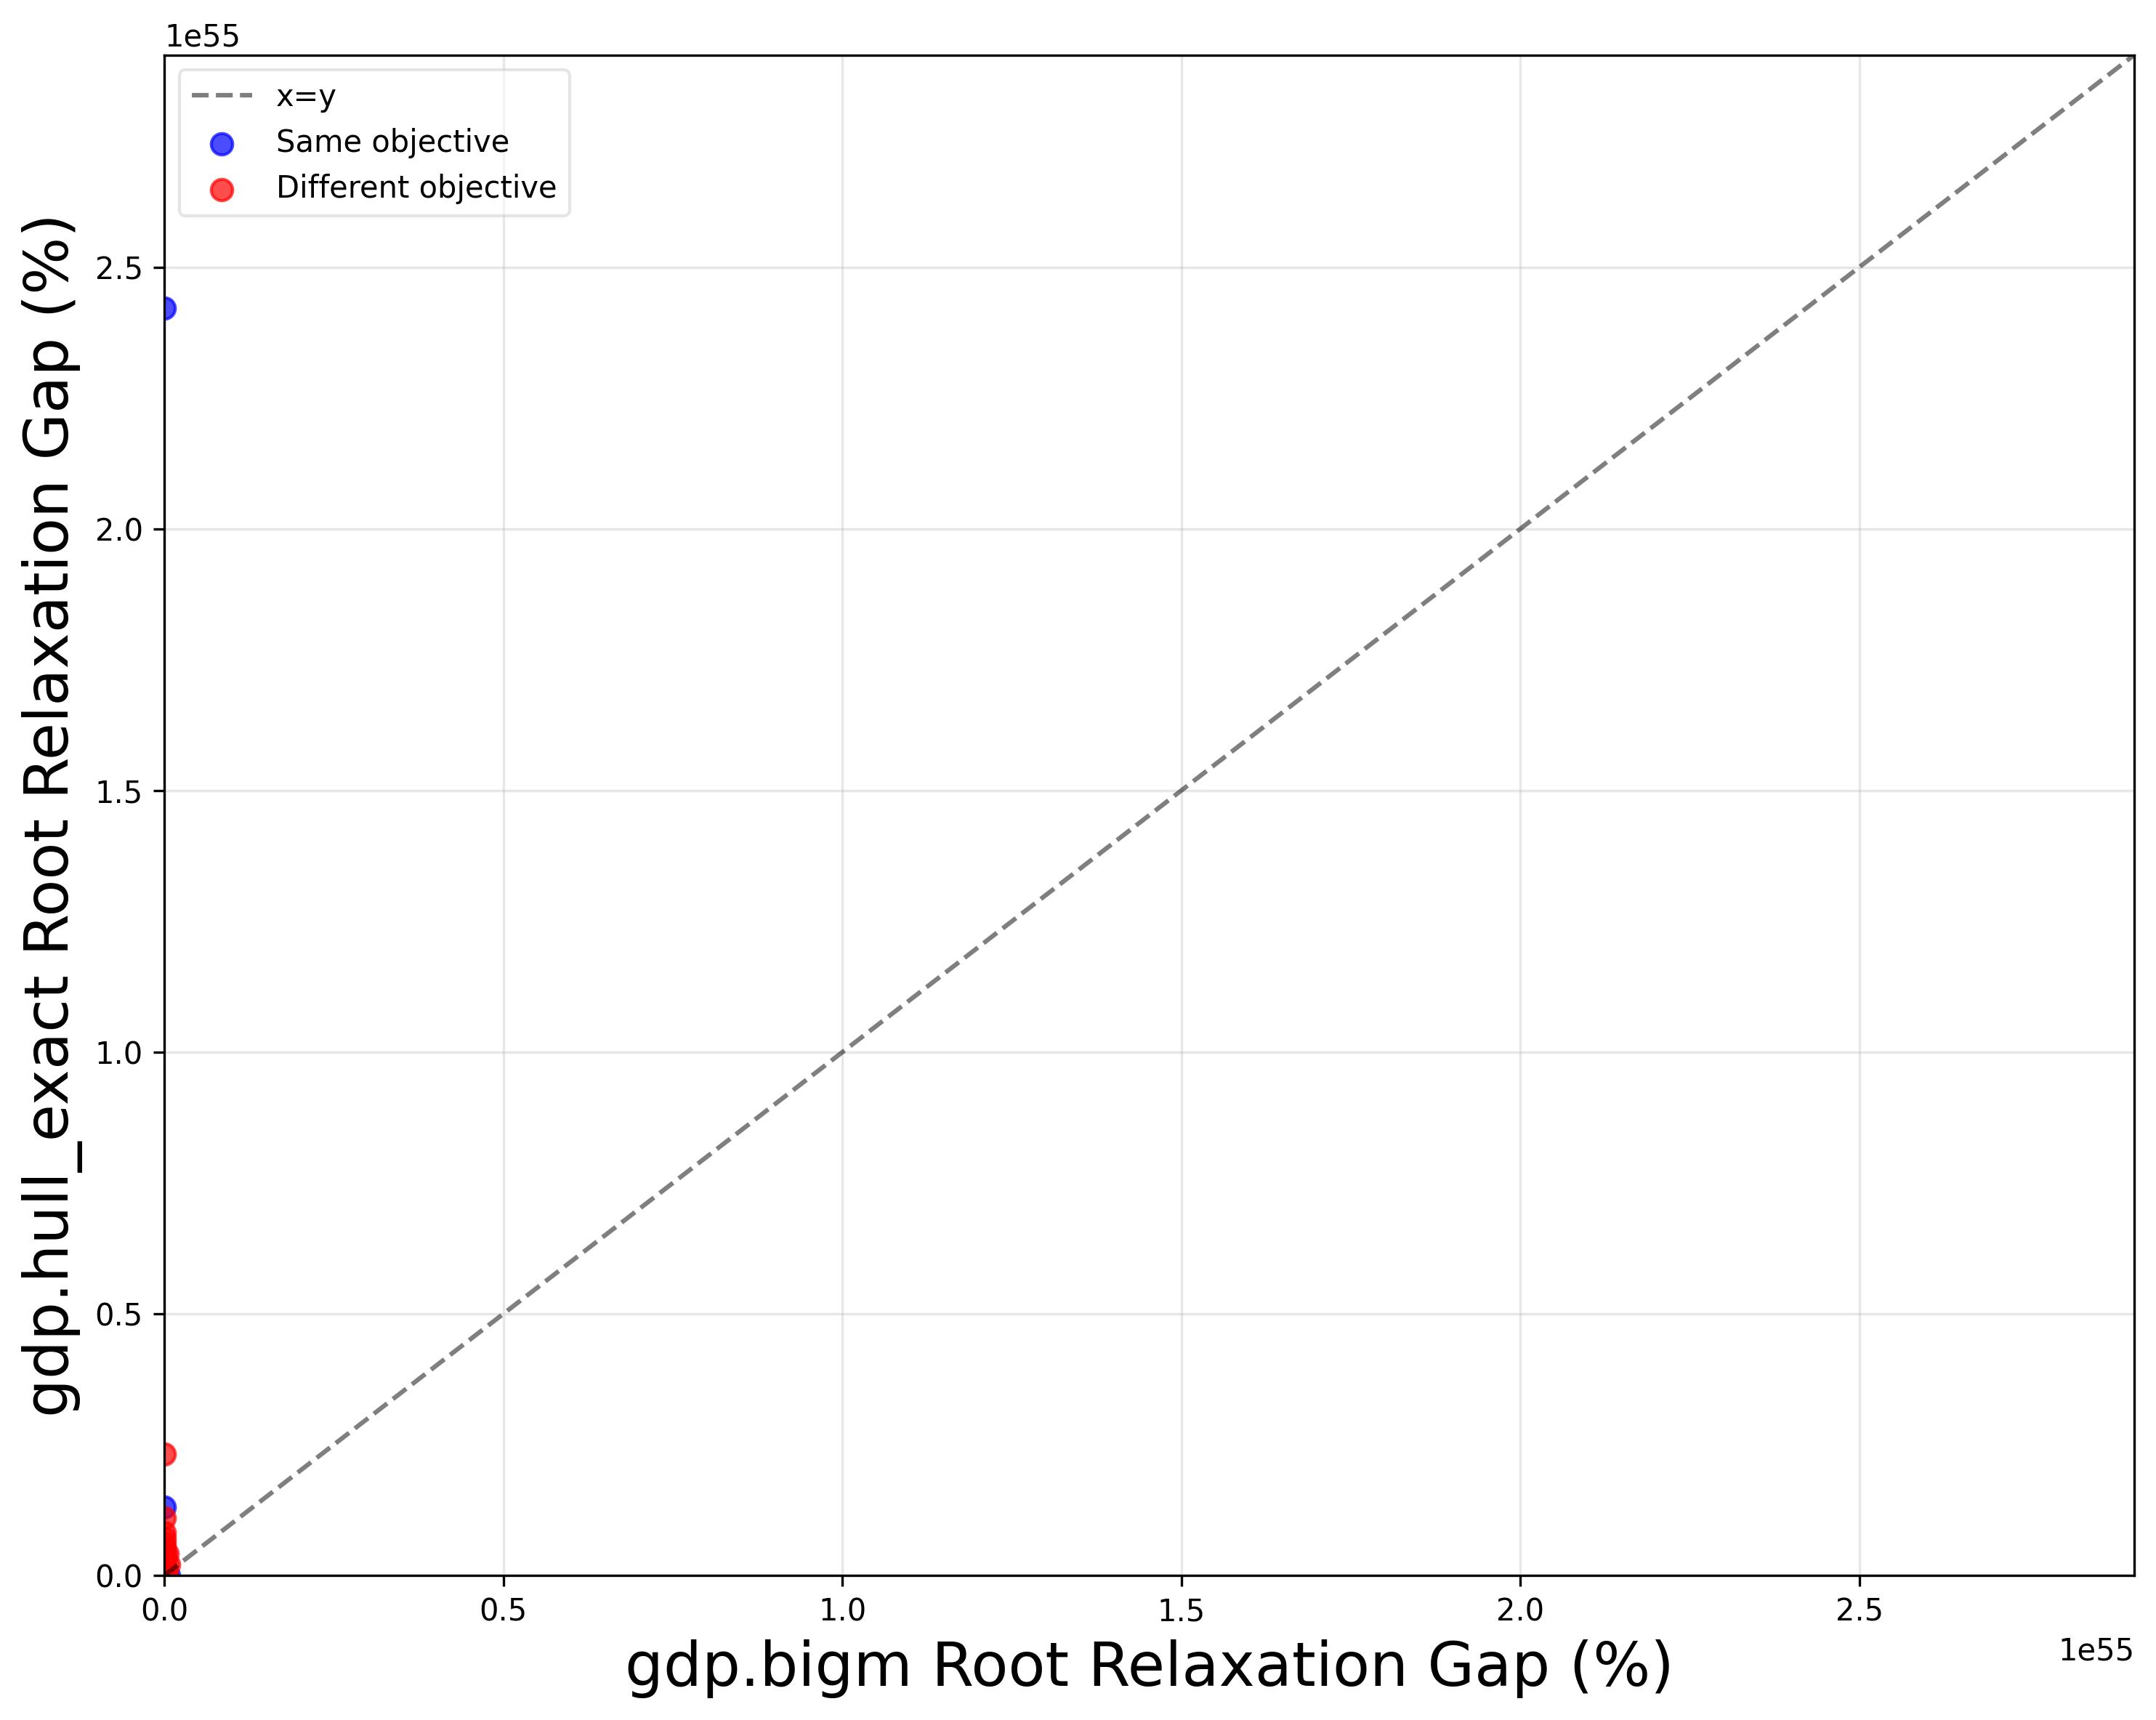 1e55
x=y
Same objective
Different objective
gdp.hull_exact Root Relaxation Gap (%)
2.5
2.0
1.5
1.0
0.5
0.0
0.0 0.5 1.0 1.5 2.0 2.5
1e55
gdp.bigm Root Relaxation Gap (%)